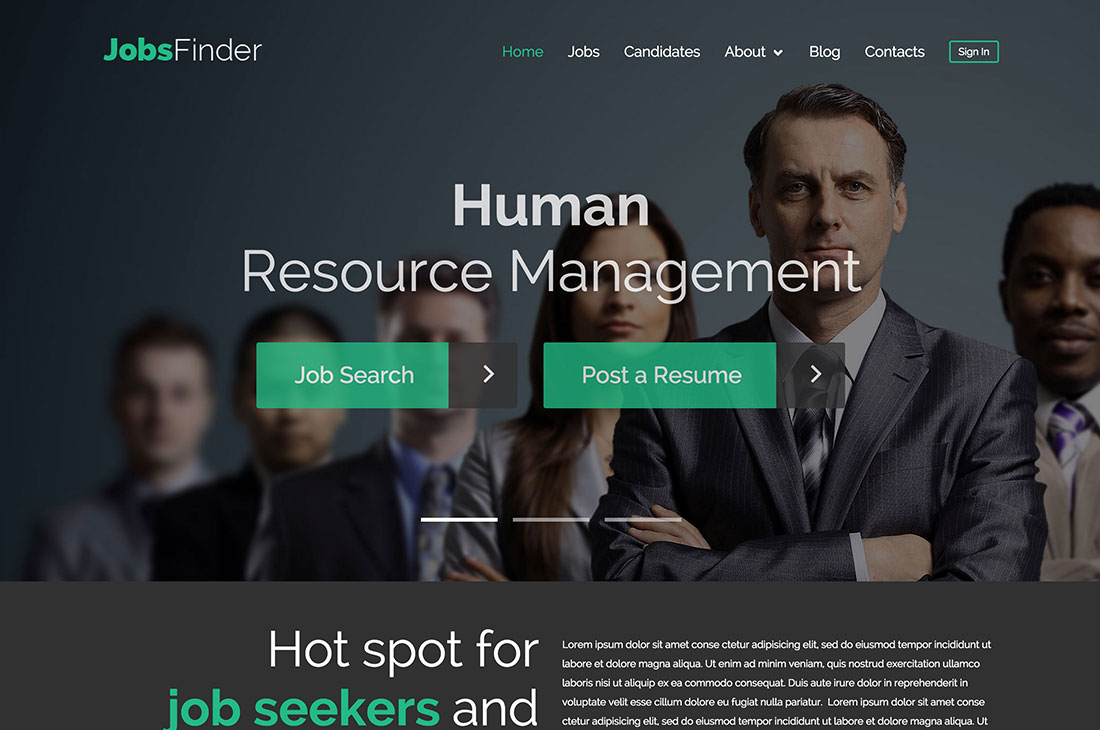 JobsFinder
Home Jobs Candidates About Blog Contacts Sign In
Human
Resource Management
Job Search
Post a Resume
Hot spot for
job seekers and
Lorem ipsum dolor sit amet conse ctetur adipisicing elit, sed do eiusmod tempor incididunt ut
labore et dolore magna aliqua. Ut enim ad minim veniam, quis nostrud exercitation ullamco
laboris nisi ut aliquip ex ea commodo consequat. Duis aute irure dolor in reprehenderit in
voluptate velit esse cillum dolore eu fugiat nulla pariatur. Lorem ipsum dolor sit amet conse
ctetur adipisicing elit, sed do eiusmod tempor incididunt ut labore et dolore magna aliqua. Ut